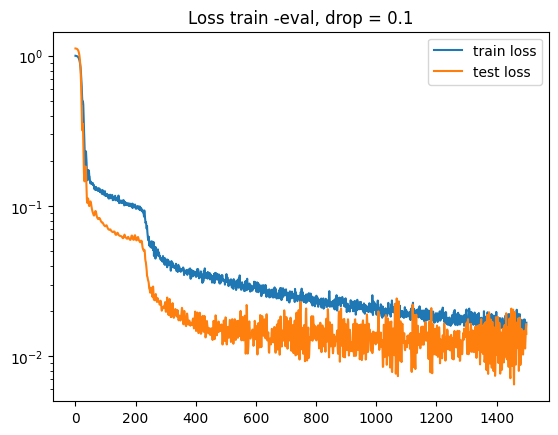 Loss train -eval, drop = 0.1
train loss
test loss
10⁰
10⁻¹
10⁻²
0 200 400 600 800 1000 1200 1400